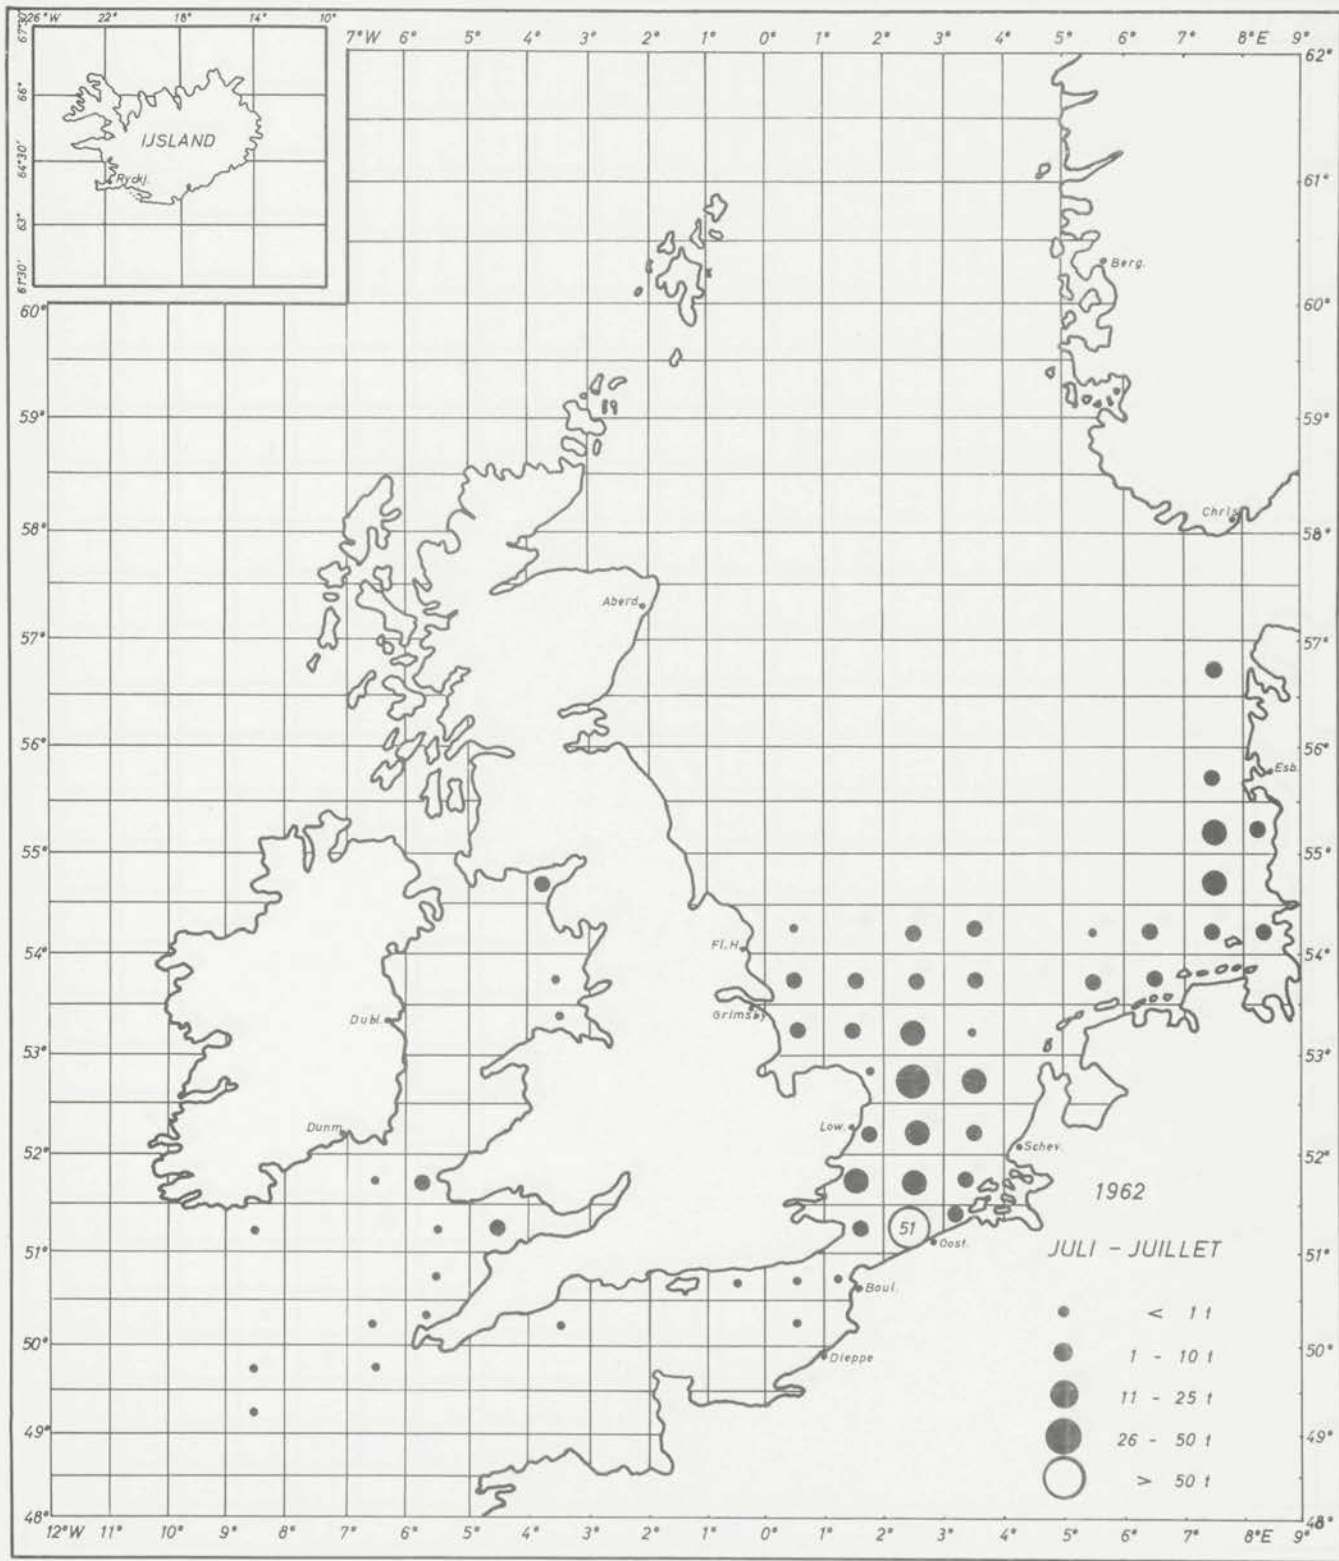 26°W 22° 18° 14° 10°
67°30'
66°
64°30'
63°
61°30'
IJSLAND
Ryckj.
7°W 6° 5° 4° 3° 2° 1° 0° 1° 2° 3° 4° 5° 6° 7° 8°E 9°
62°
61°
60° 60°
59° 59°
58° 58°
57° 57°
56° 56°
55° 55°
54° 54°
53° 53°
52° 52°
51° 51°
50° 50°
49° 49°
48° 48°
Berg.
Chris
Aberd.
Esb.
Fl.H.
Grimsby
Dubl.
Dunm.
Low.
Schev.
51
Oost.
Boul.
Dieppe
1962
JULI - JUILLET
< 1 t
1 - 10 t
11 - 25 t
26 - 50 t
> 50 t
12°W 11° 10° 9° 8° 7° 6° 5° 4° 3° 2° 1° 0° 1° 2° 3° 4° 5° 6° 7° 8°E 9°